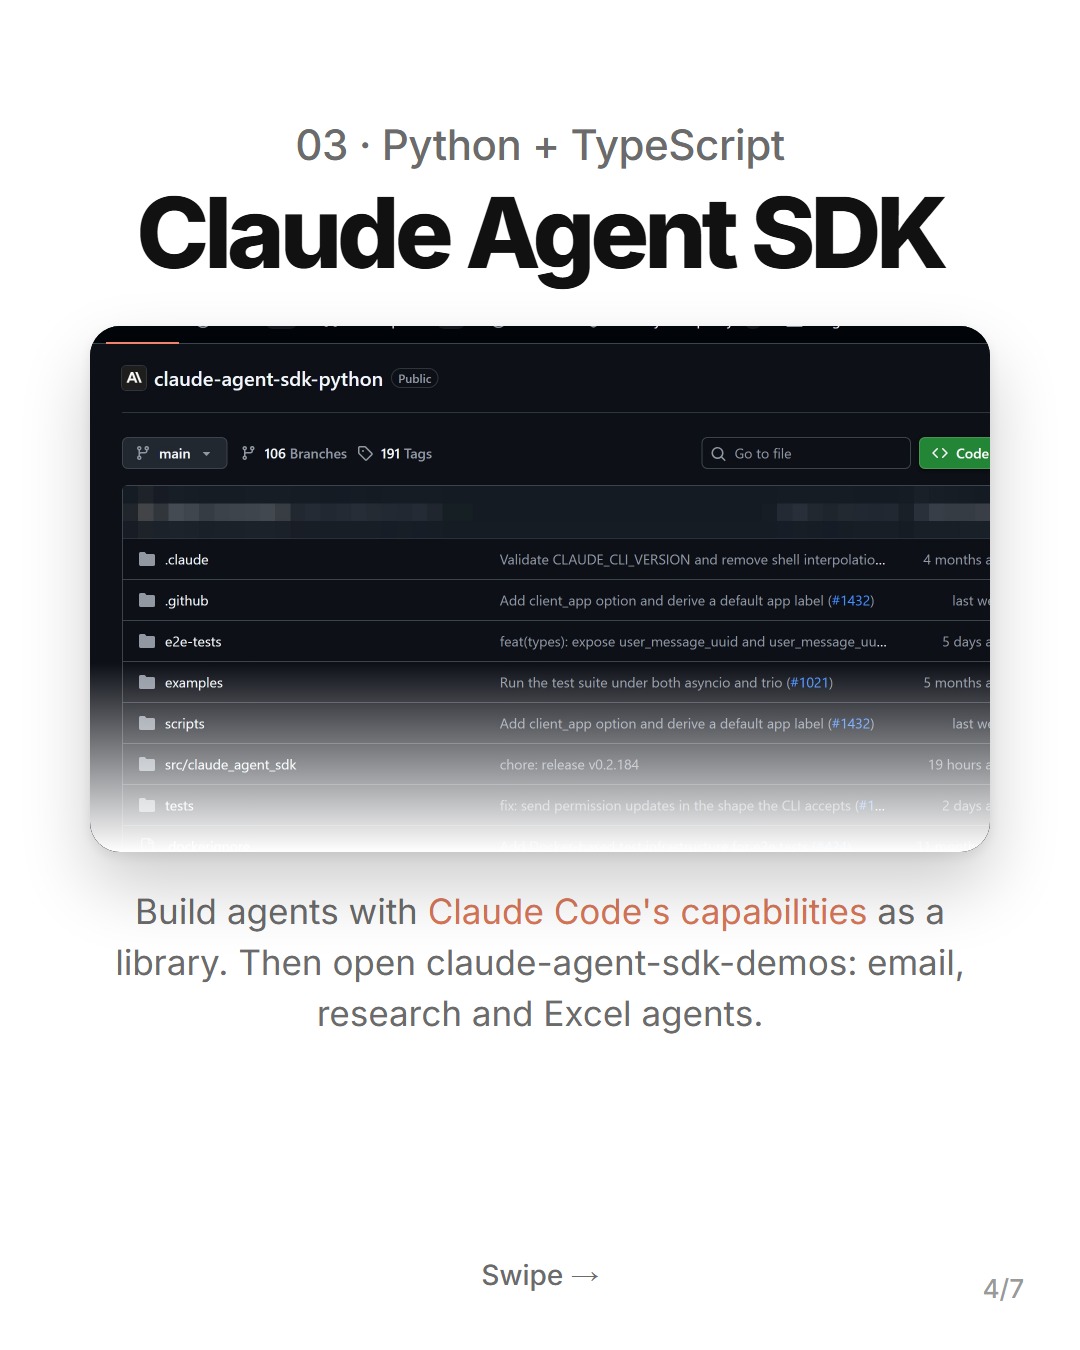 03 · Python + TypeScript
Claude Agent SDK
claude-agent-sdk-python Public
main 106 Branches 191 Tags Go to file Code
.claude Validate CLAUDE_CLI_VERSION and remove shell interpolatio... 4 months a
.github Add client_app option and derive a default app label (#1432) last we
e2e-tests feat(types): expose user_message_uuid and user_message_uu... 5 days a
examples Run the test suite under both asyncio and trio (#1021) 5 months a
scripts Add client_app option and derive a default app label (#1432) last we
src/claude_agent_sdk chore: release v0.2.184 19 hours a
tests fix: send permission updates in the shape the CLI accepts (#1... 2 days a
Build agents with Claude Code's capabilities as a
library. Then open claude-agent-sdk-demos: email,
research and Excel agents.
Swipe →
4/7